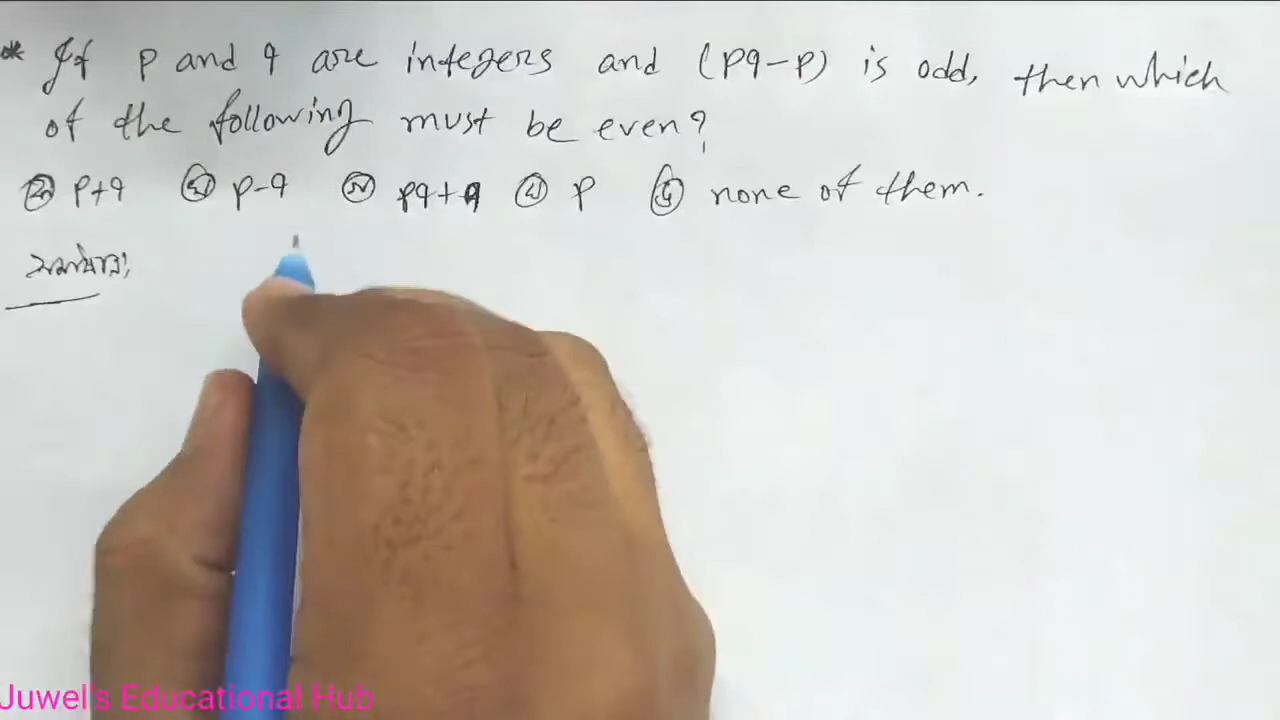 * If p and q are integers and (pq-p) is odd, then which
of the following must be even?
ⓚ p+q ⓚ p-q ⓖ pq+q ⓖ p ⓤ none of them.
সমাধান:
Juwel's Educational Hub